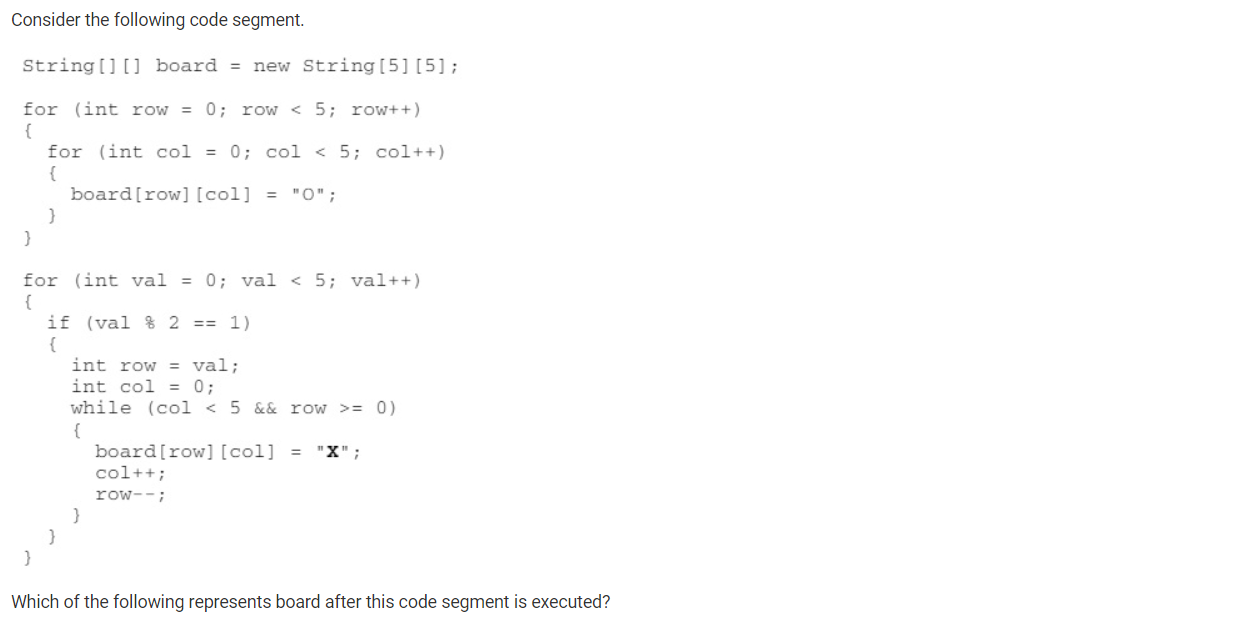 Consider the following code segment.
String[][] board = new String[5][5];
for (int row = 0; row < 5; row++)
{
for (int col = 0; col < 5; col++)
{
board[row][col] = "O";
}
}
for (int val = 0; val < 5; val++)
{
if (val % 2 == 1)
{
int row = val;
int col = 0;
while (col < 5 && row >= 0)
{
board[row][col] = "X";
col++;
row--;
}
}
}
Which of the following represents board after this code segment is executed?